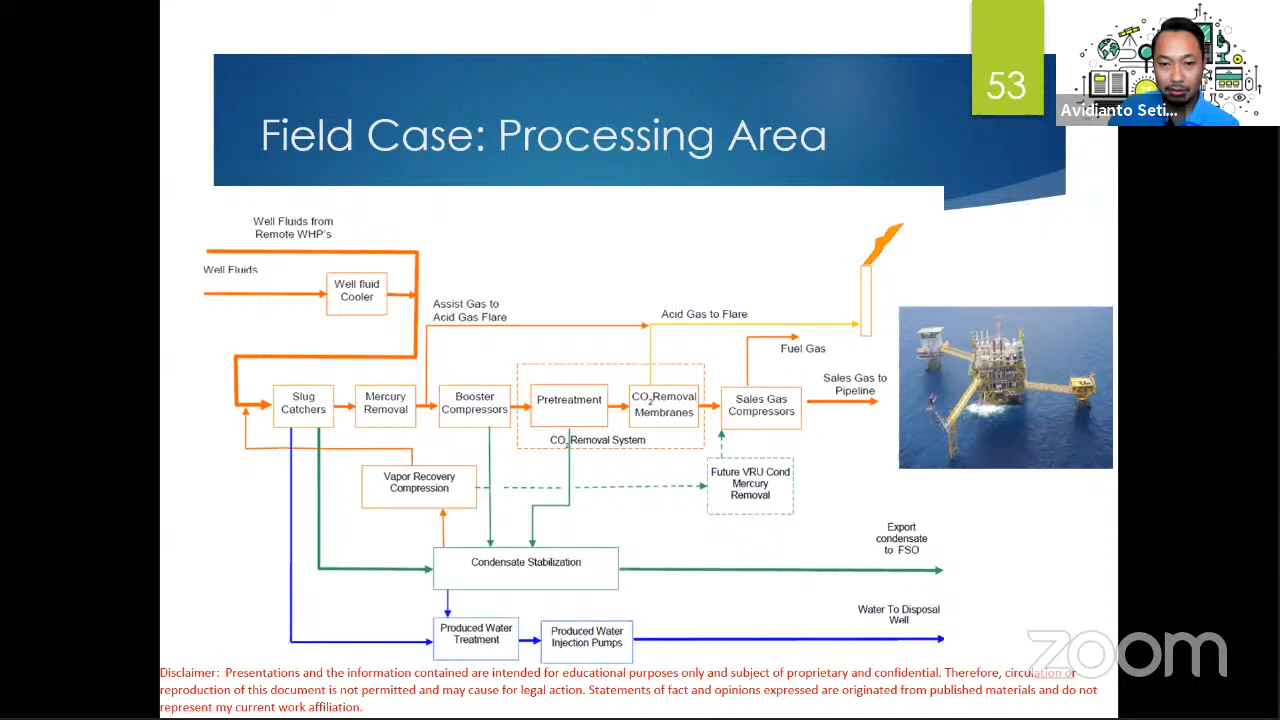 53
Avidianto Seti...
Field Case: Processing Area
Well Fluids from
Remote WHP's
Well Fluids
Well fluid
Cooler
Assist Gas to
Acid Gas Flare
Acid Gas to Flare
Fuel Gas
Sales Gas to
Pipeline
Slug
Catchers
Mercury
Removal
Booster
Compressors
Pretreatment
CO2Removal
Membranes
Sales Gas
Compressors
CO2 Removal System
Vapor Recovery
Compression
Future VRU Cond
Mercury
Removal
Export
condensate
to FSO
Condensate Stabilization
Water To Disposal
Well
Produced Water
Treatment
Produced Water
Injection Pumps
zoom
Disclaimer: Presentations and the information contained are intended for educational purposes only and subject of proprietary and confidential. Therefore, circulation or
reproduction of this document is not permitted and may cause for legal action. Statements of fact and opinions expressed are originated from published materials and do not
represent my current work affiliation.